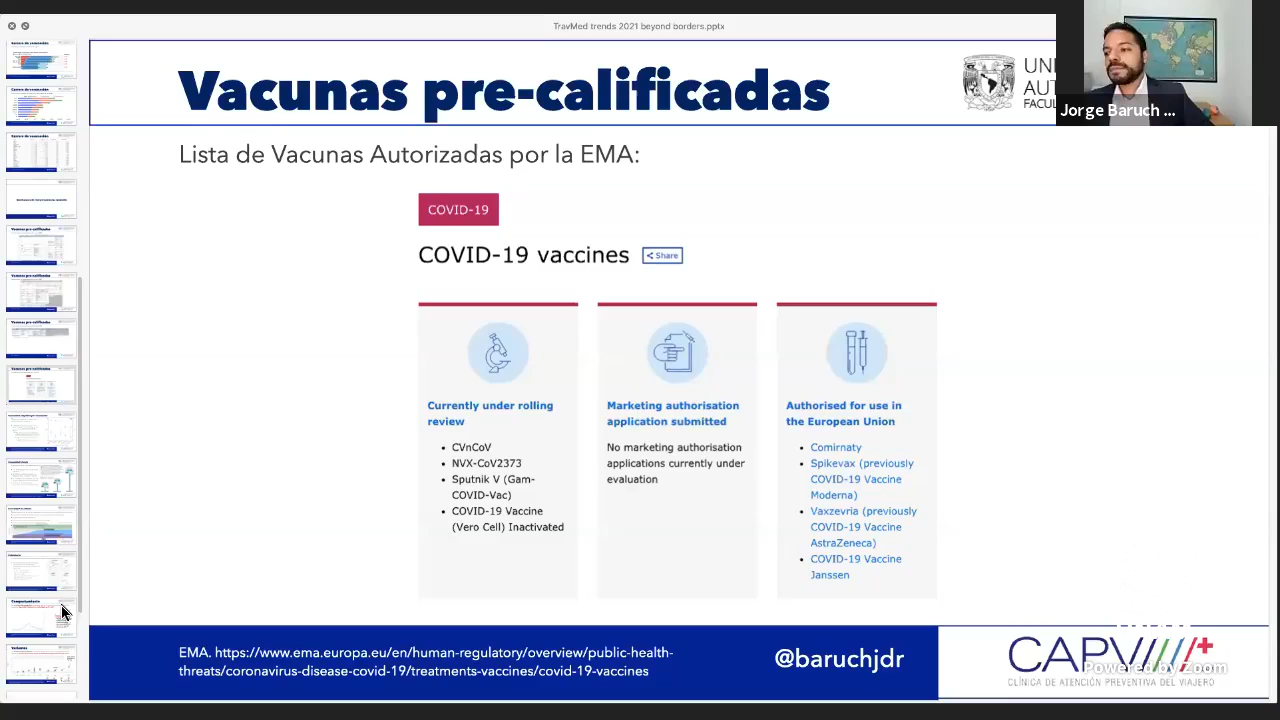 TravMed trends 2021 beyond borders.pptx
Vacunas pre-calificadas
UNI
AUT
FACUL
Jorge Baruch ...
Lista de Vacunas Autorizadas por la EMA:
COVID-19
COVID-19 vaccines
Share
Currently under rolling
review
• CVnCoV
• NVX-CoV2373
• Sputnik V (Gam-
COVID-Vac)
• COVID-19 Vaccine
(Vero Cell) Inactivated
Marketing authorisation
application submitted
No marketing authorisation
applications currently under
evaluation
Authorised for use in
the European Union
• Comirnaty
• Spikevax (previously
COVID-19 Vaccine
Moderna)
• Vaxzevria (previously
COVID-19 Vaccine
AstraZeneca)
• COVID-19 Vaccine
Janssen
EMA. https://www.ema.europa.eu/en/human-regulatory/overview/public-health-
threats/coronavirus-disease-covid-19/treatments-vaccines/covid-19-vaccines
@baruchjdr
CAPV
Powered by Zoom
CLÍNICA DE ATENCIÓN PREVENTIVA DEL VIAJERO